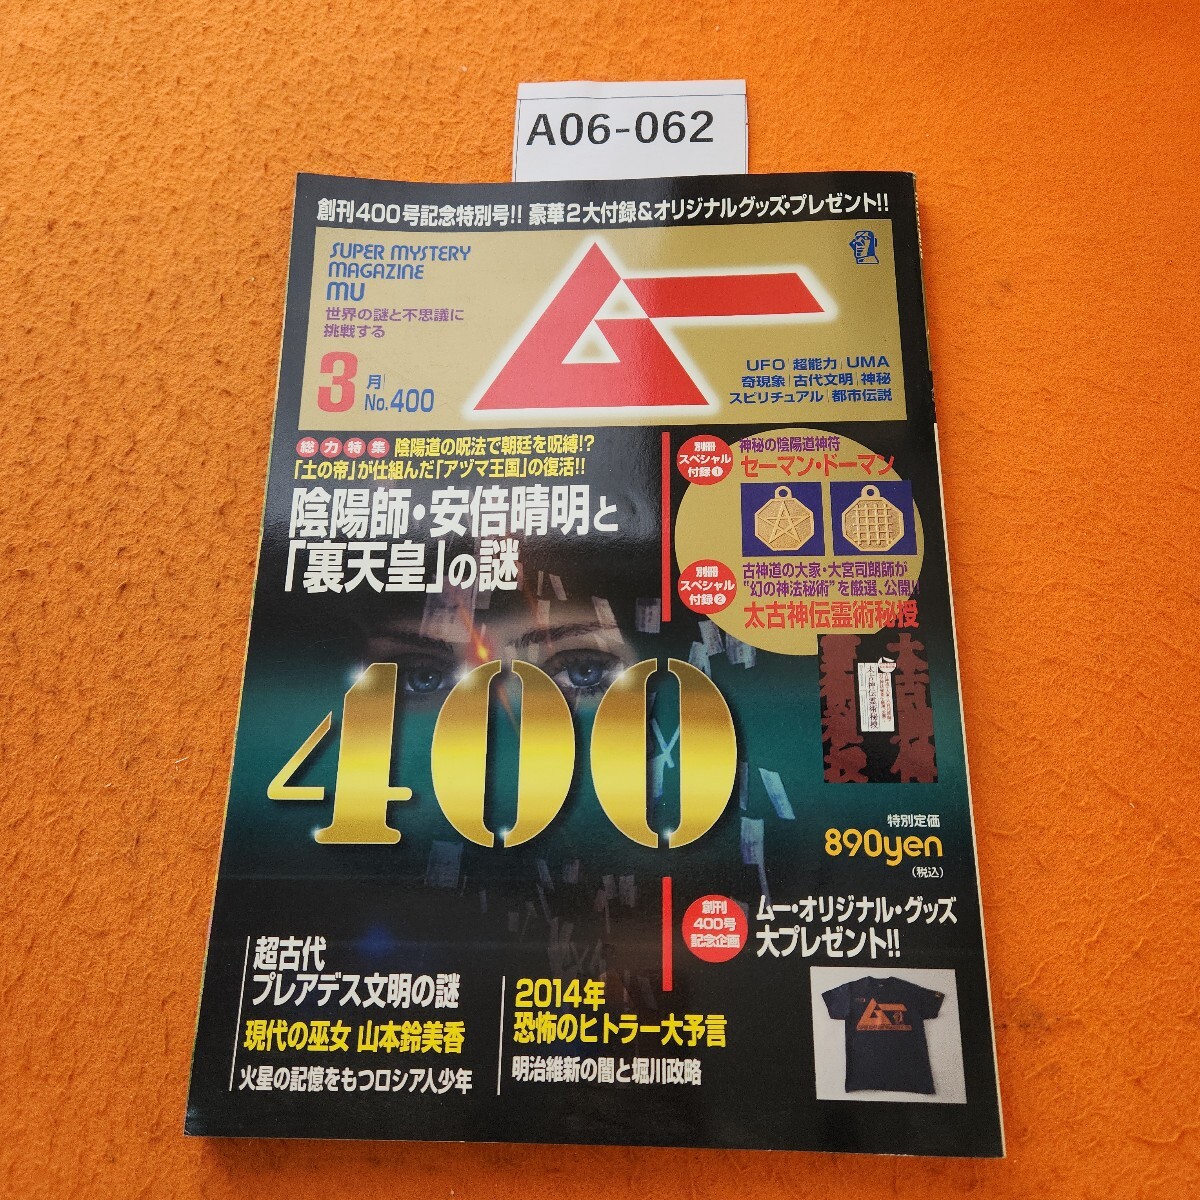 A06-062
創刊400号記念特別号!! 豪華2大付録&オリジナルグッズ・プレゼント!!
SUPER MYSTERY
MAGAZINE
MU
世界の謎と不思議に
挑戦する
3月
No.400
ムー
UFO|超能力|UMA
奇現象|古代文明|神秘
スピリチュアル|都市伝説
総力特集 陰陽道の呪法で朝廷を呪縛!?
「土の帝」が仕組んだ「アヅマ王国」の復活!!
陰陽師・安倍晴明と
「裏天皇」の謎
別冊
スペシャル
付録❶
神秘の陰陽道神符
セーマン・ドーマン
別冊
スペシャル
付録❷
古神道の大家・大宮司朗師が
"幻の神法秘術"を厳選、公開!!
太古神伝霊術秘授
太古神伝霊術秘授
400
特別定価
890yen
(税込)
創刊
400号
記念企画
ムー・オリジナル・グッズ
大プレゼント!!
超古代
プレアデス文明の謎
現代の巫女 山本鈴美香
火星の記憶をもつロシア人少年
2014年
恐怖のヒトラー大予言
明治維新の闇と堀川政略